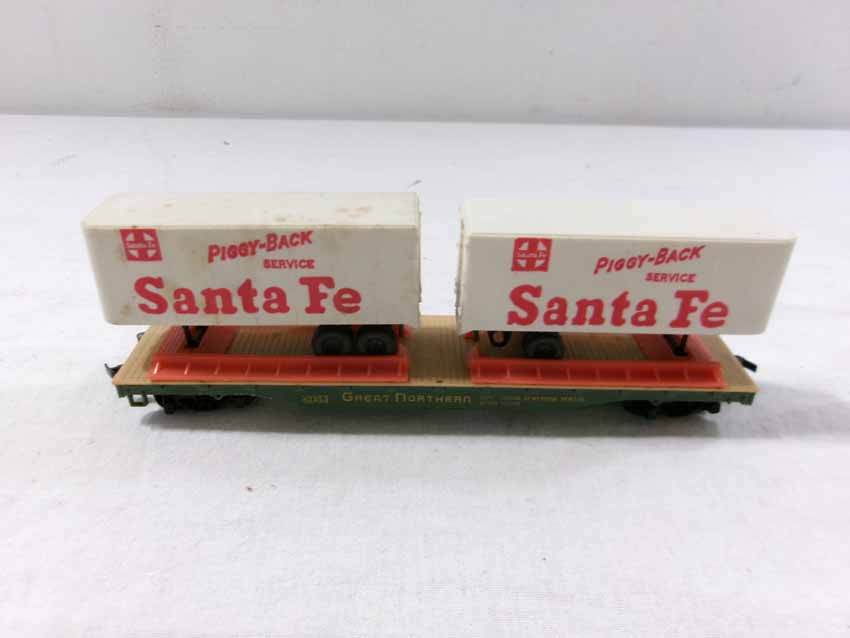 Santa Fe
PIGGY-BACK
SERVICE
Santa Fe
Santa Fe
PIGGY-BACK
SERVICE
Santa Fe
GREAT NORTHERN